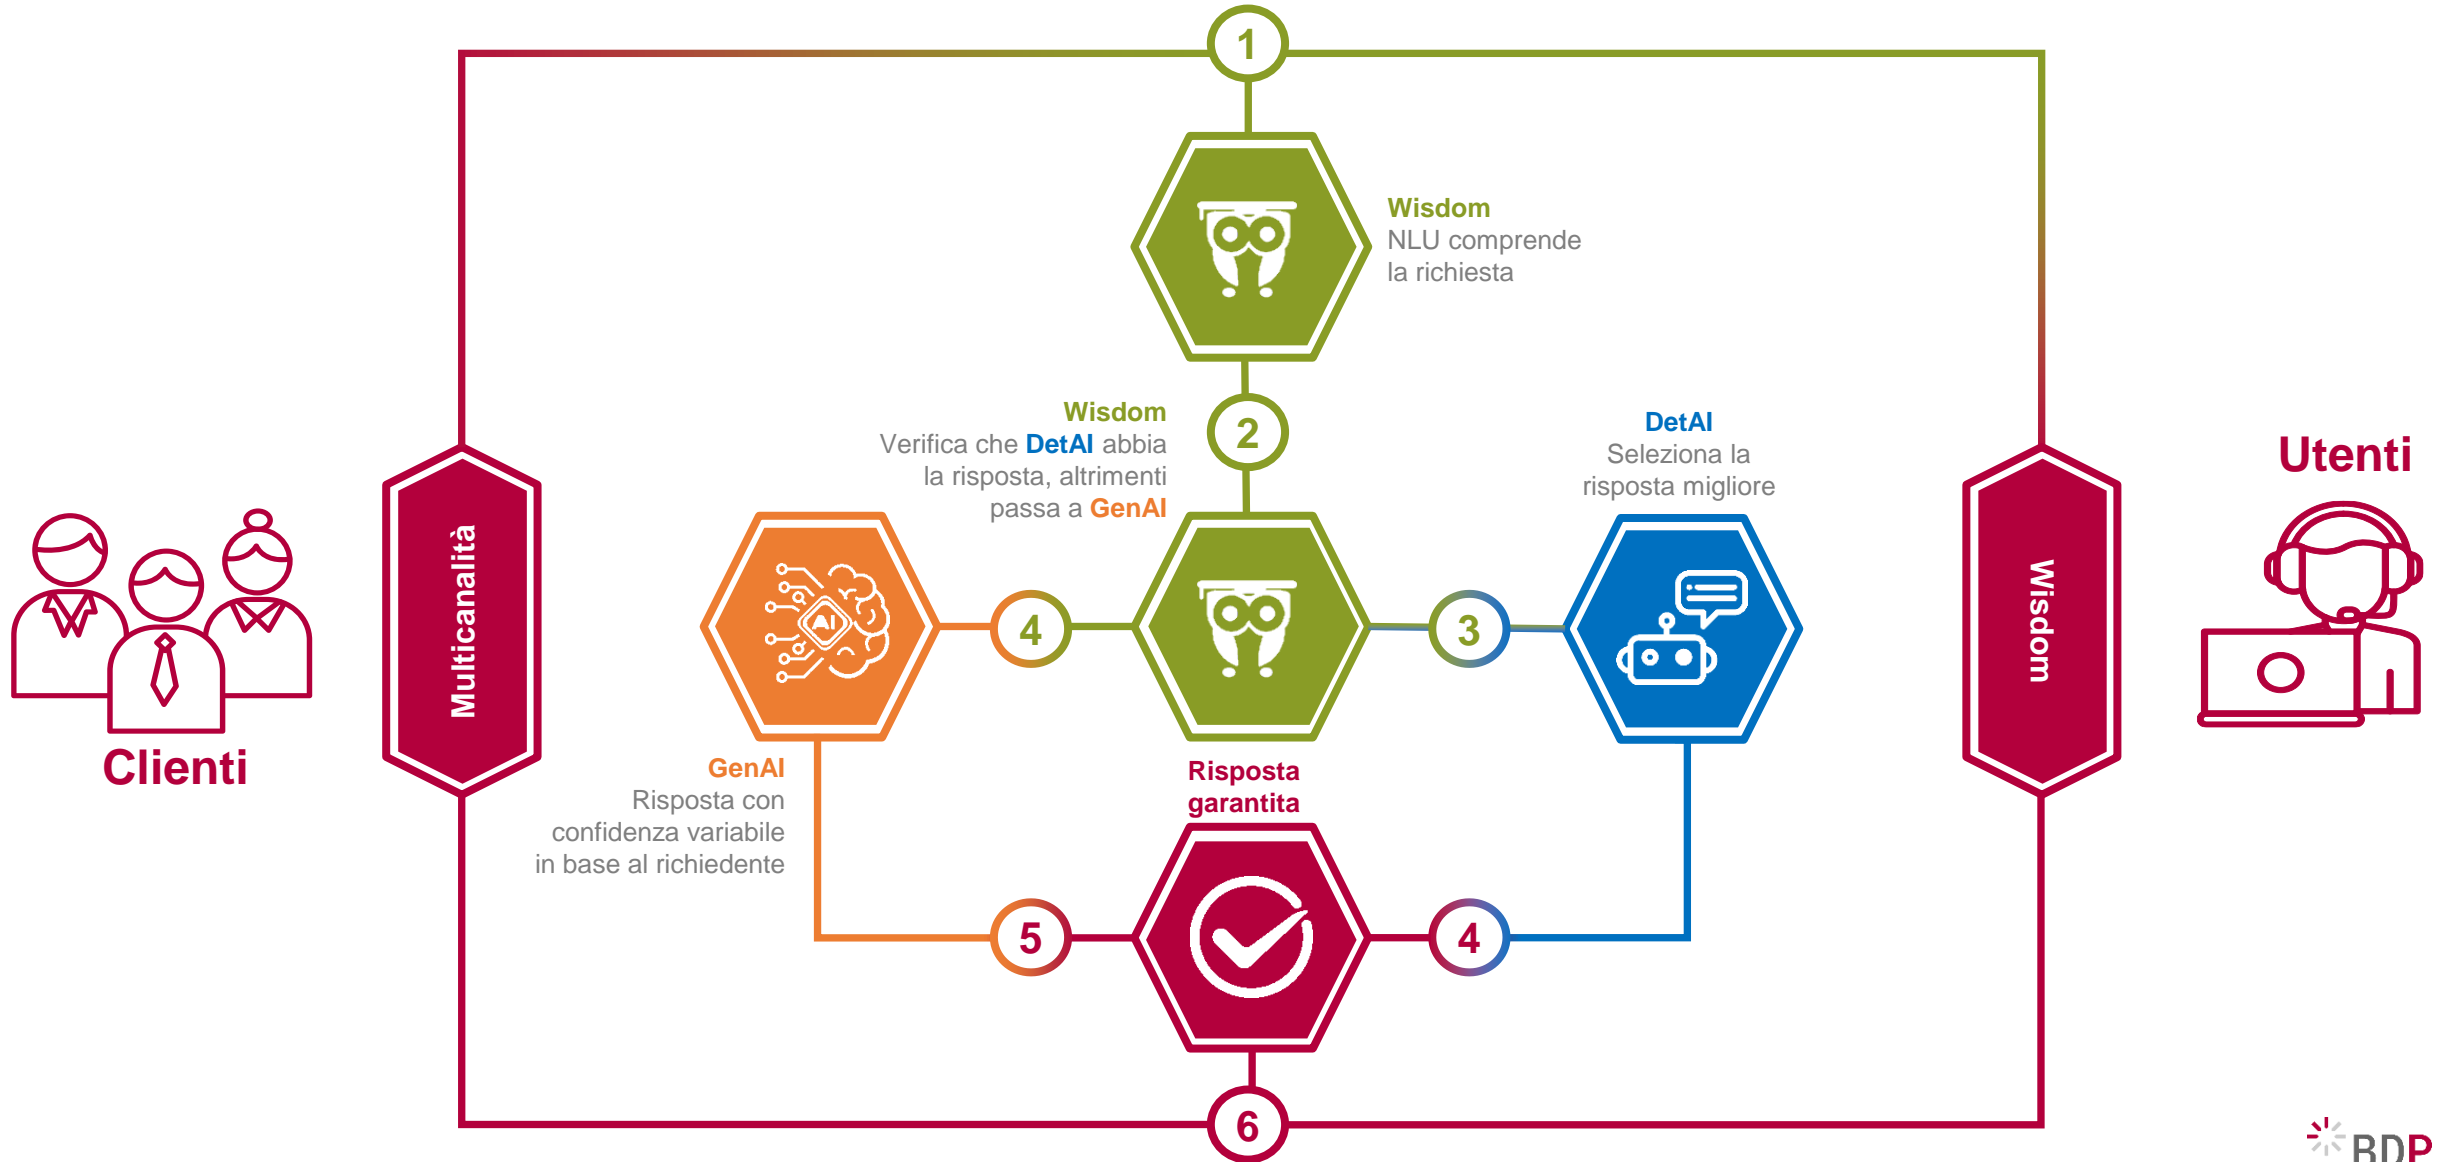 1
Wisdom
NLU comprende
la richiesta
2
Wisdom
Verifica che DetAI abbia
la risposta, altrimenti
passa a GenAI
DetAI
Seleziona la
risposta migliore
Utenti
Multicanalità
AI
4
3
Wisdom
Clienti
GenAI
Risposta con
confidenza variabile
in base al richiedente
Risposta
garantita
5
4
6
BDP